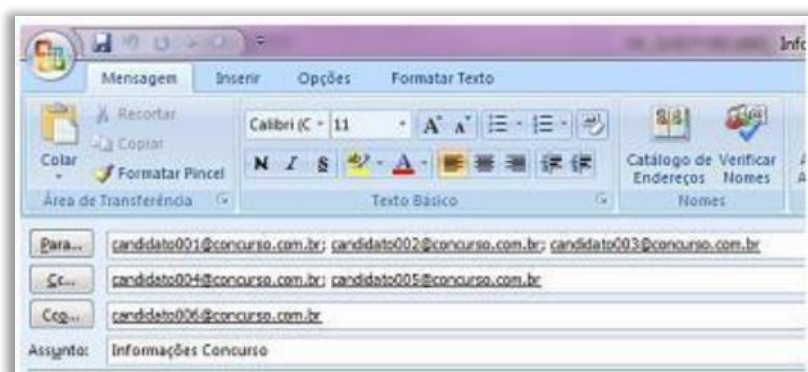 Info
Mensagem Inserir Opções Formatar Texto
Recortar
Copiar
Colar
Formatar Pincel
Área de Transferência
Calibri (C 11 A A
N I S A
Texto Básico
Catálogo de Endereços
Verificar Nomes
Nomes
Para... candidato001@concurso.com.br; candidato002@concurso.com.br; candidato003@concurso.com.br
Cc... candidato004@concurso.com.br; candidato005@concurso.com.br
Cco... candidato006@concurso.com.br
Assunto: Informações Concurso